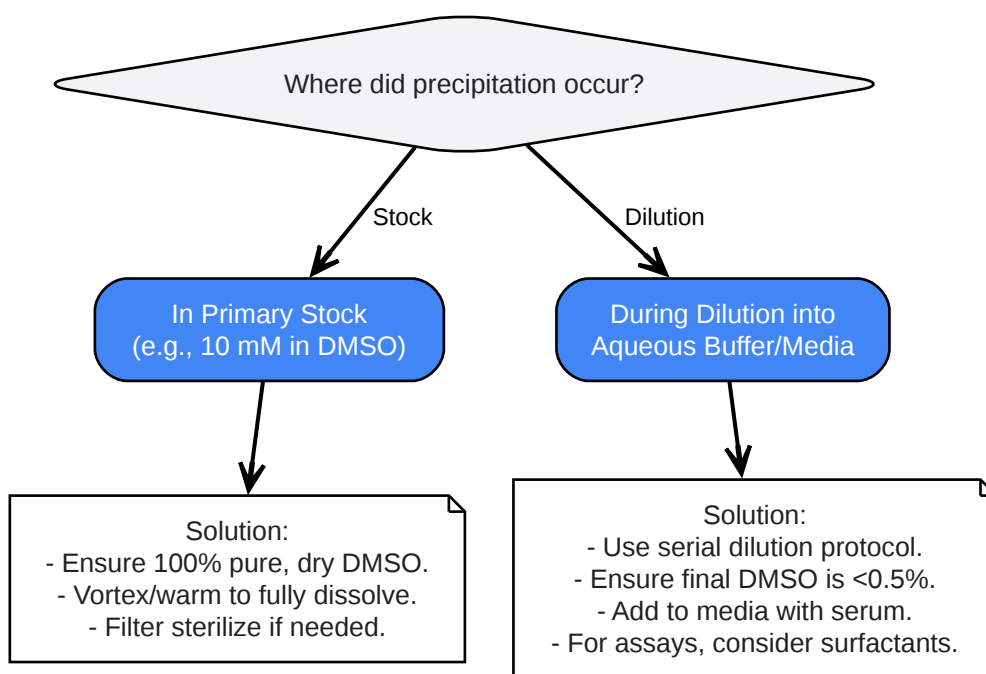 Where did precipitation occur?
Stock
Dilution
In Primary Stock
(e.g., 10 mM in DMSO)
During Dilution into
Aqueous Buffer/Media
Solution:
- Ensure 100% pure, dry DMSO.
- Vortex/warm to fully dissolve.
- Filter sterilize if needed.
Solution:
- Use serial dilution protocol.
- Ensure final DMSO is <0.5%.
- Add to media with serum.
- For assays, consider surfactants.